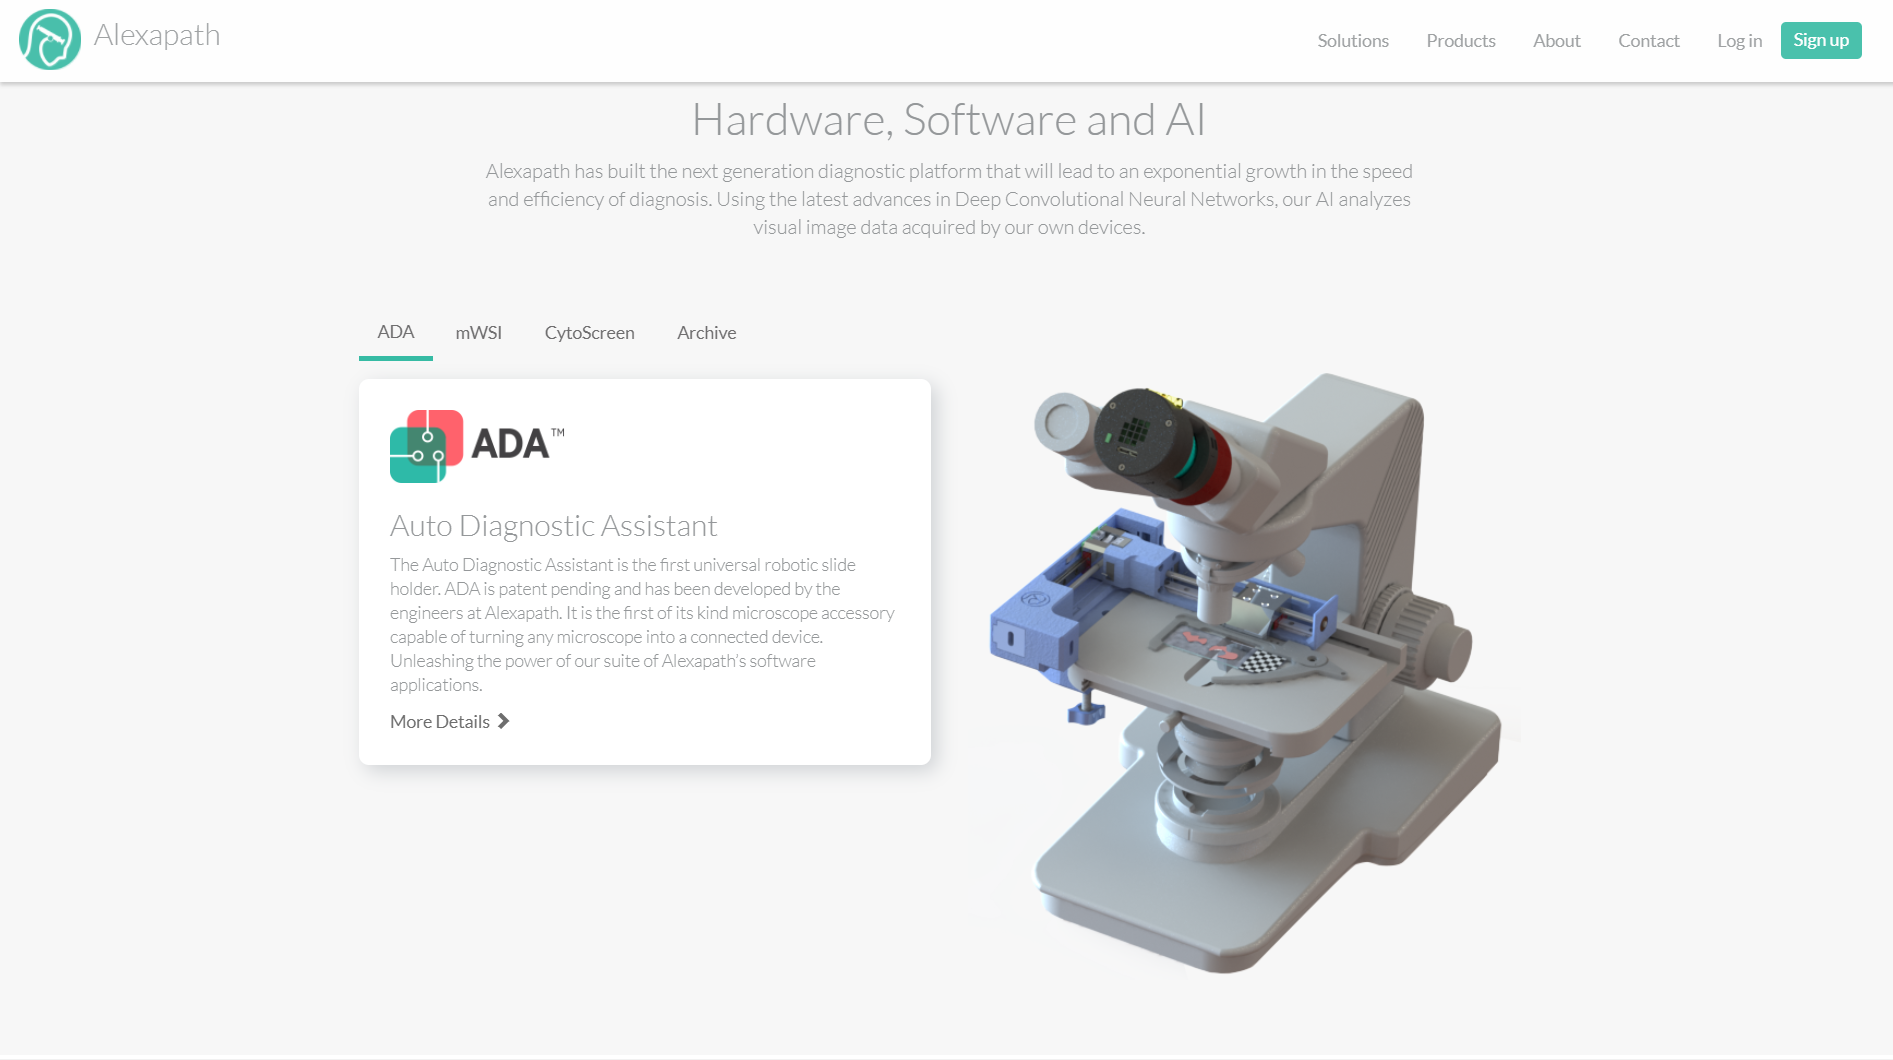 Alexapath
Solutions
Products
About
Contact
Log in
Sign up
Hardware, Software and AI
Alexapath has built the next generation diagnostic platform that will lead to an exponential growth in the speed
and efficiency of diagnosis. Using the latest advances in Deep Convolutional Neural Networks, our AI analyzes
visual image data acquired by our own devices.
ADA
mWSI
CytoScreen
Archive
ADA™
Auto Diagnostic Assistant
The Auto Diagnostic Assistant is the first universal robotic slide
holder. ADA is patent pending and has been developed by the
engineers at Alexapath. It is the first of its kind microscope accessory
capable of turning any microscope into a connected device.
Unleashing the power of our suite of Alexapath’s software
applications.
More Details